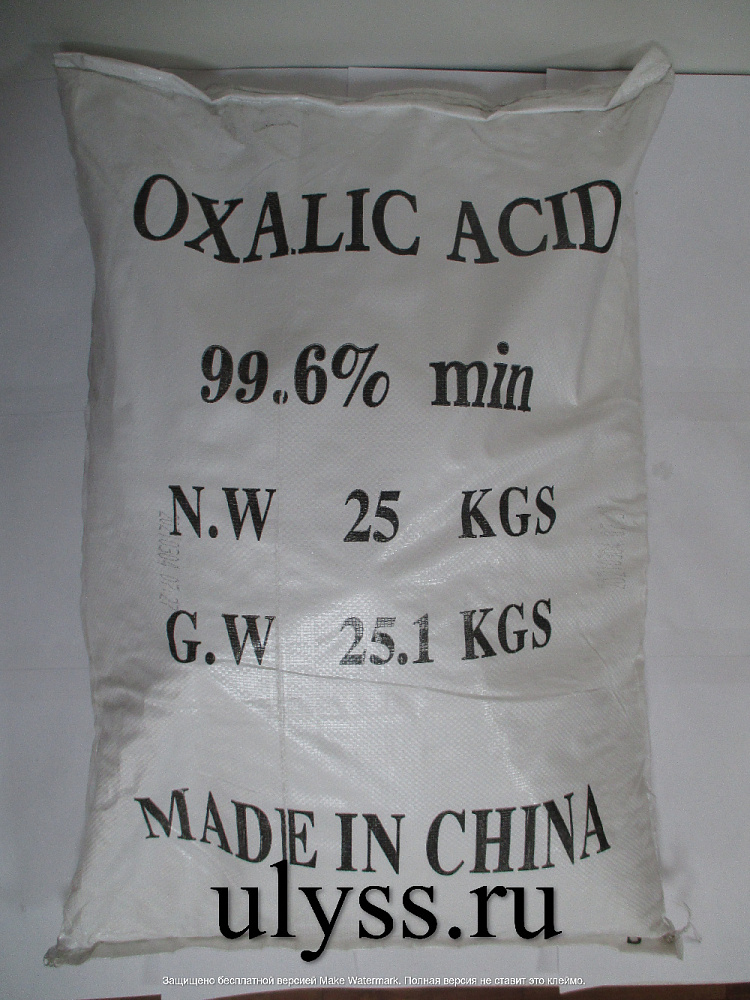 OXALIC ACID
99.6% min
N.W 25 KGS
G.W 25.1 KGS
MADE IN CHINA
ulyss.ru
Защищено бесплатной версией Make Watermark. Полная версия не ставит это клеймо.